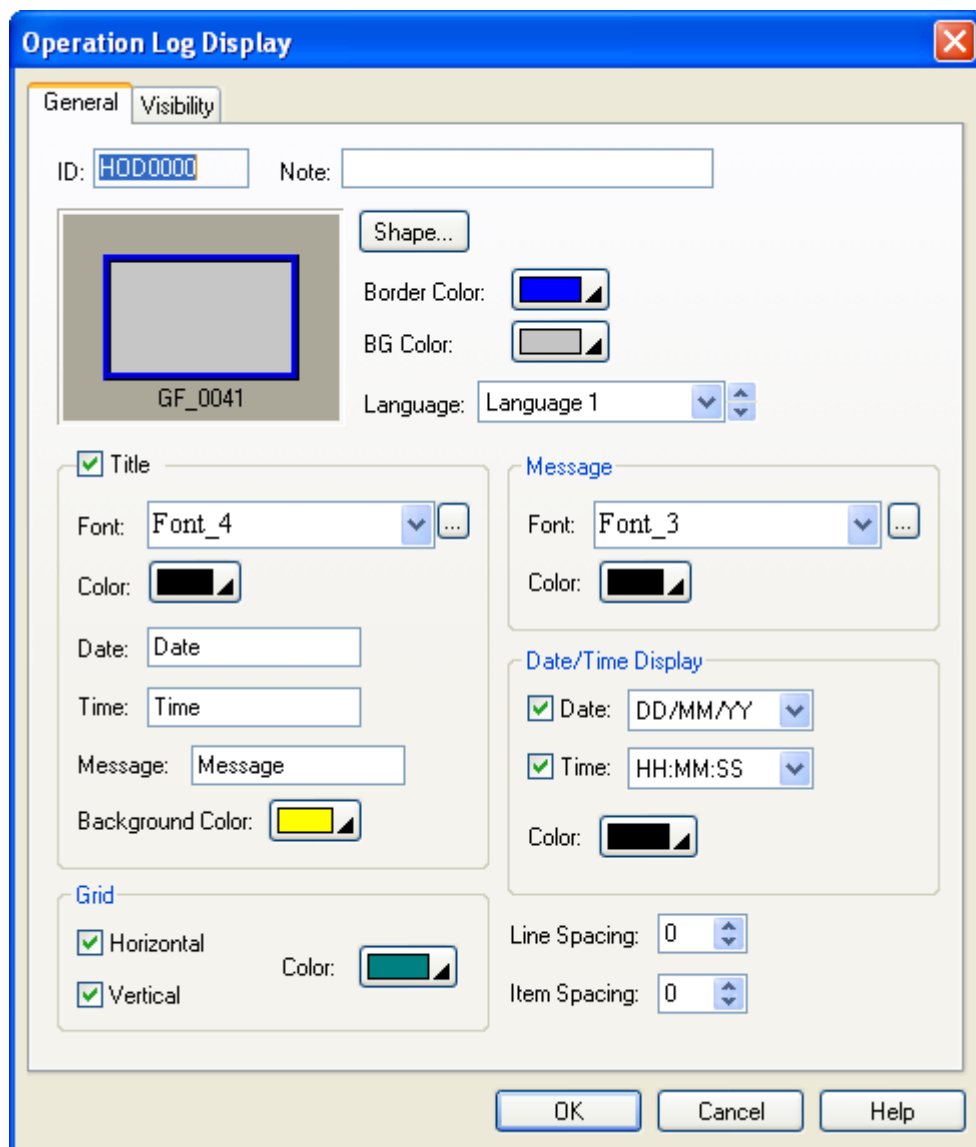 Operation Log Display
General Visibility
ID: HOD0000 Note:
Shape...
Border Color:
BG Color:
GF_0041
Language: Language 1
Title
Font: Font_4 ...
Color:
Date: Date
Time: Time
Message: Message
Background Color:
Message
Font: Font_3 ...
Color:
Date/Time Display
Date: DD/MM/YY
Time: HH:MM:SS
Color:
Grid
Horizontal
Color:
Vertical
Line Spacing: 0
Item Spacing: 0
OK Cancel Help